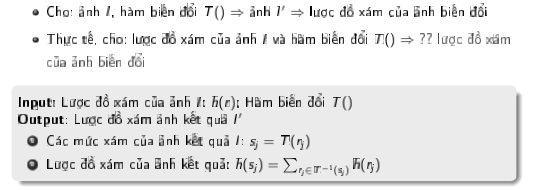 • Cho: ảnh I, hàm biến đổi T() ⇒ ảnh I' ⇒ lược đồ xám của ảnh biến đổi
• Thực tế, cho: lược đồ xám của ảnh I và hàm biến đổi T() ⇒ ?? lược đồ xám
của ảnh biến đổi
Input: Lược đồ xám của ảnh I: h(r_i); Hàm biến đổi T()
Output: Lược đồ xám của ảnh kết quả I'
1 Các mức xám của ảnh kết quả I: s_j = T(r_j)
2 Lược đồ xám của ảnh kết quả: h(s_j) = ∑_{r_j∈T^{-1}(s_j)} h(r_j)